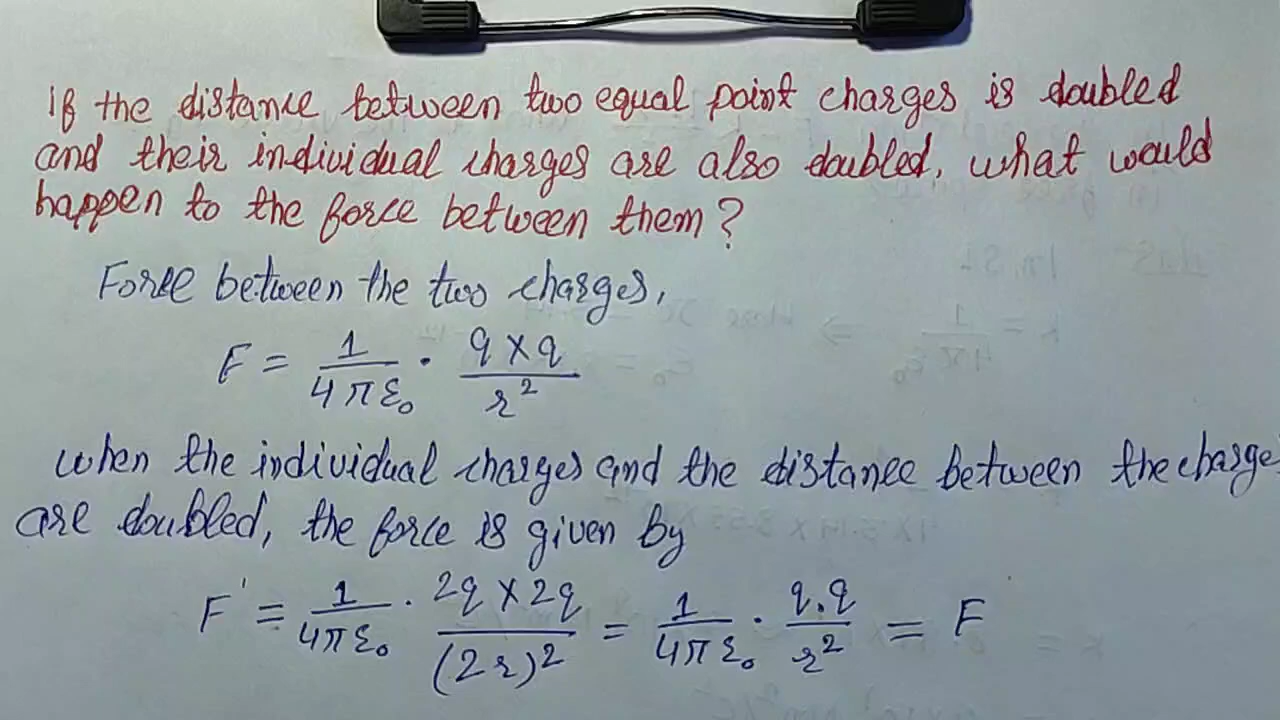 If the distance between two equal point charges is doubled
and their individual charges are also doubled, what would
happen to the force between them?
Force between the two charges,
F = 1/4πε₀ · q × q/r²
when the individual charges and the distance between the charge
are doubled, the force is given by
F' = 1/4πε₀ · 2q × 2q/(2r)² = 1/4πε₀ · q.q/r² = F